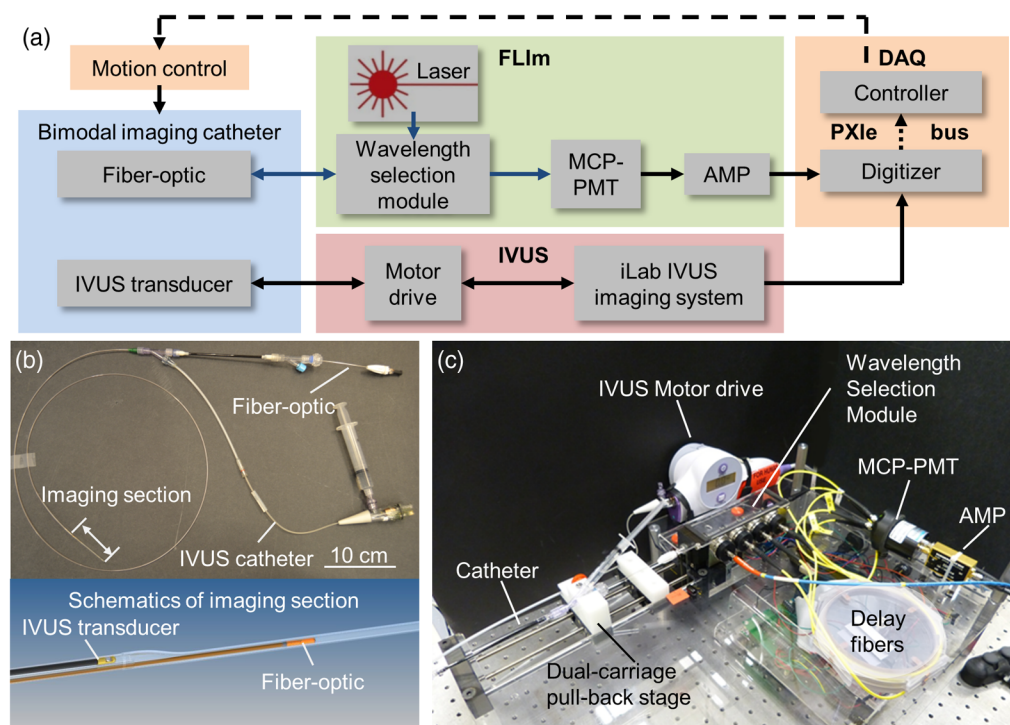 (a)
Motion control
Bimodal imaging catheter
Fiber-optic
IVUS transducer
FLIm
Laser
Wavelength
selection
module
MCP-
PMT
AMP
IVUS
Motor
drive
iLab IVUS
imaging system
DAQ
Controller
PXIe bus
Digitizer
(b)
Fiber-optic
Imaging section
IVUS catheter
10 cm
Schematics of imaging section
IVUS transducer
Fiber-optic
(c)
IVUS Motor drive
Wavelength
Selection
Module
MCP-PMT
AMP
Catheter
Delay
fibers
Dual-carriage
pull-back stage